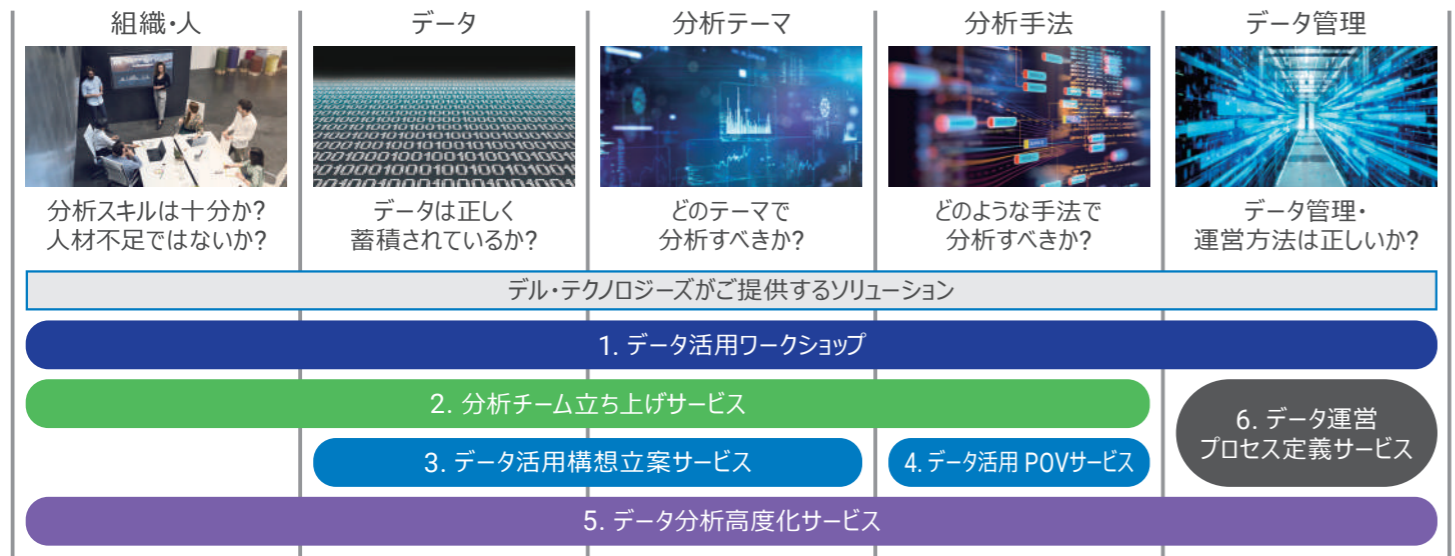 組織・人
データ
分析テーマ
分析手法
データ管理
分析スキルは十分か?
人材不足ではないか?
データは正しく
蓄積されているか?
どのテーマで
分析すべきか?
どのような手法で
分析すべきか?
データ管理・
運営方法は正しいか?
デル・テクノロジーズがご提供するソリューション
1. データ活用ワークショップ
2. 分析チーム立ち上げサービス
3. データ活用構想立案サービス
4. データ活用 POVサービス
6. データ運営
プロセス定義サービス
5. データ分析高度化サービス